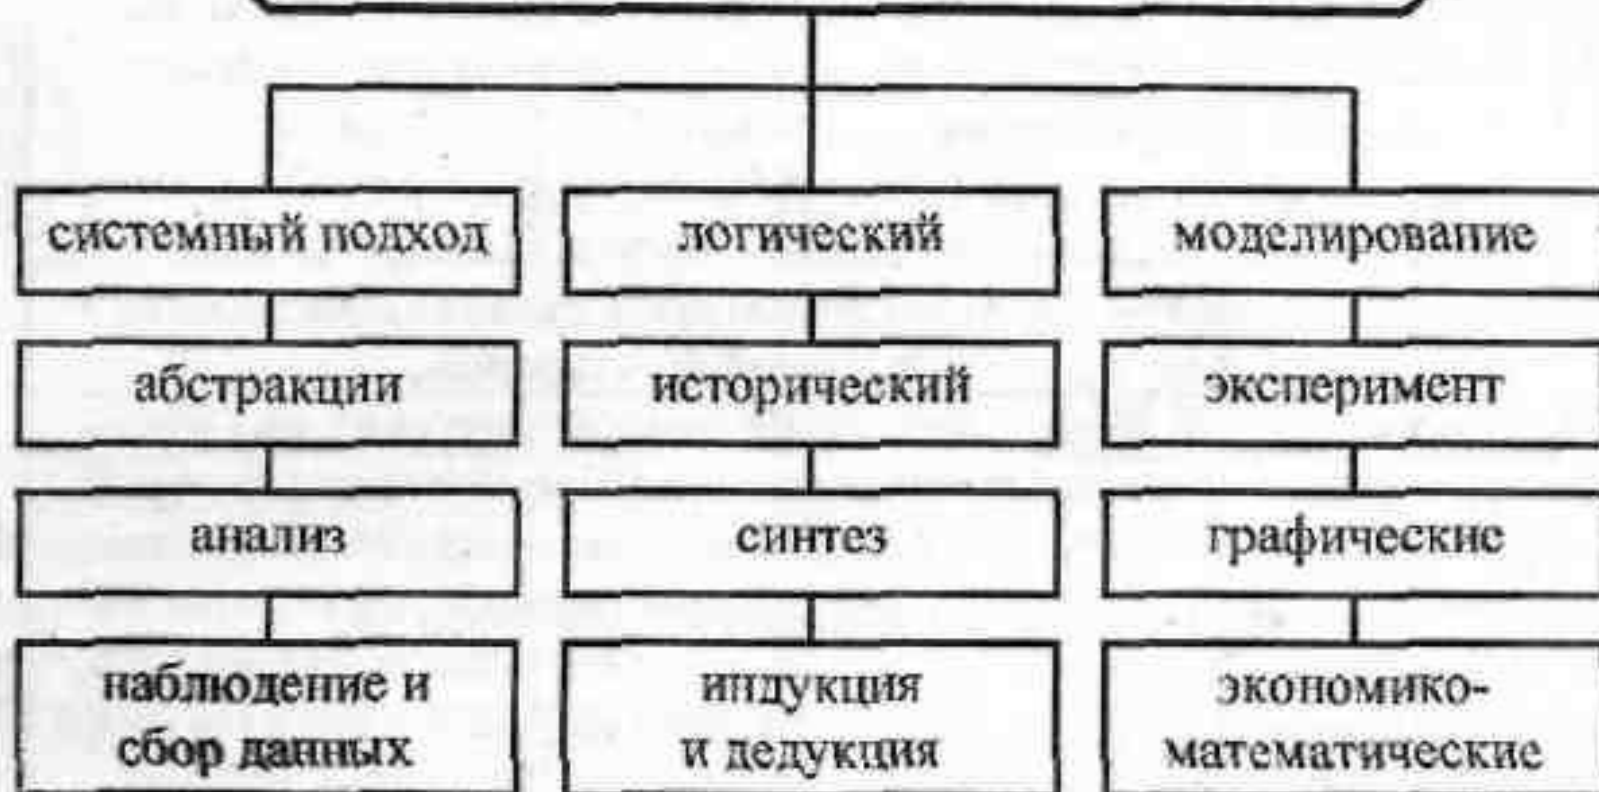 системный подход
логический
моделирование
абстракции
исторический
эксперимент
анализ
синтез
графические
наблюдение и
сбор данных
индукция
и дедукция
экономико-
математические